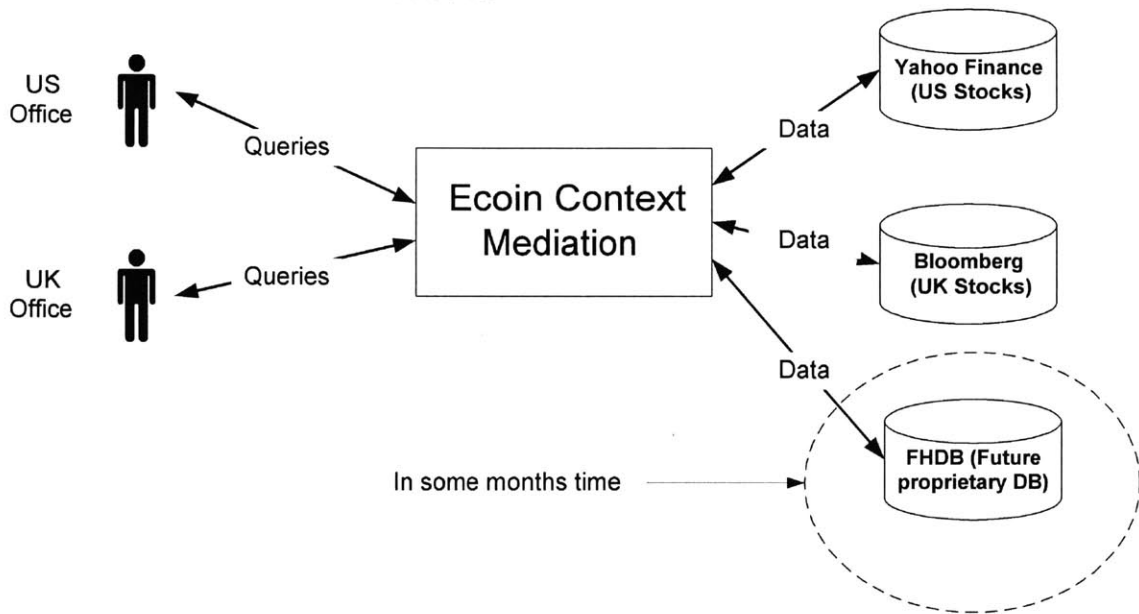 US
Office
Queries
UK
Office
Queries
Ecoin Context
Mediation
Data
Yahoo Finance
(US Stocks)
Data
Bloomberg
(UK Stocks)
Data
FHDB (Future
proprietary DB)
In some months time